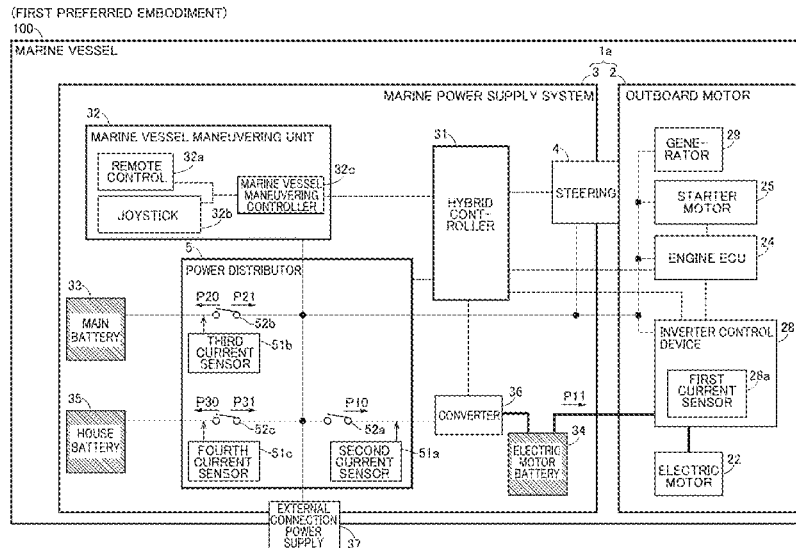 (FIRST PREFERRED EMBODIMENT)
100
MARINE VESSEL
1a
3
2
MARINE POWER SUPPLY SYSTEM
OUTBOARD MOTOR
32
MARINE VESSEL MANEUVERING UNIT
REMOTE CONTROL
32a
JOYSTICK
32b
MARINE VESSEL MANEUVERING CONTROLLER
32c
31
HYBRID CONT-ROLLER
4
STEERING
GENE-RATOR
29
STARTER MOTOR
25
ENGINE ECU
24
INVERTER CONTROL DEVICE
28
FIRST CURRENT SENSOR
28a
ELECTRIC MOTOR
22
5
POWER DISTRIBUTOR
33
MAIN BATTERY
P20
P21
52b
THIRD CURRENT SENSOR
51b
35
HOUSE BATTERY
P30
P31
52c
FOURTH CURRENT SENSOR
51c
P10
52a
SECOND CURRENT SENSOR
51a
CONVERTER
36
P11
ELECTRIC MOTOR BATTERY
34
EXTERNAL CONNECTION POWER SUPPLY
37